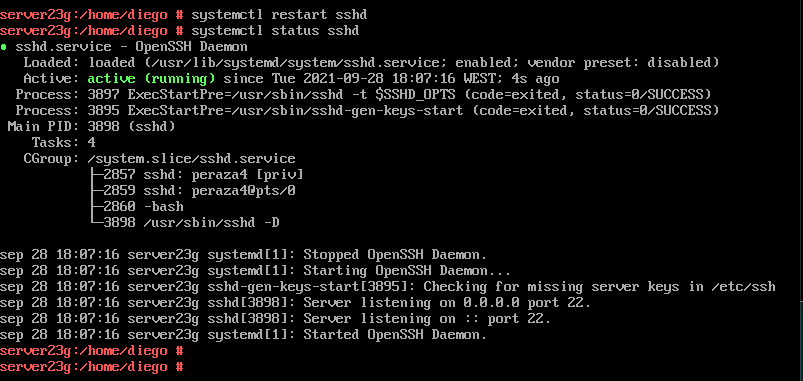 server23g:/home/diego # systemctl restart sshd
server23g:/home/diego # systemctl status sshd
● sshd.service - OpenSSH Daemon
   Loaded: loaded (/usr/lib/systemd/system/sshd.service; enabled; vendor preset: disabled)
   Active: active (running) since Tue 2021-09-28 18:07:16 WEST; 4s ago
  Process: 3897 ExecStartPre=/usr/sbin/sshd -t $SSHD_OPTS (code=exited, status=0/SUCCESS)
  Process: 3895 ExecStartPre=/usr/sbin/sshd-gen-keys-start (code=exited, status=0/SUCCESS)
 Main PID: 3898 (sshd)
    Tasks: 4
   CGroup: /system.slice/sshd.service
           ├─2857 sshd: peraza4 [priv]
           ├─2859 sshd: peraza4@pts/0
           ├─2860 -bash
           └─3898 /usr/sbin/sshd -D
sep 28 18:07:16 server23g systemd[1]: Stopped OpenSSH Daemon.
sep 28 18:07:16 server23g systemd[1]: Starting OpenSSH Daemon...
sep 28 18:07:16 server23g sshd-gen-keys-start[3895]: Checking for missing server keys in /etc/ssh
sep 28 18:07:16 server23g sshd[3898]: Server listening on 0.0.0.0 port 22.
sep 28 18:07:16 server23g sshd[3898]: Server listening on :: port 22.
sep 28 18:07:16 server23g systemd[1]: Started OpenSSH Daemon.
server23g:/home/diego #
server23g:/home/diego #